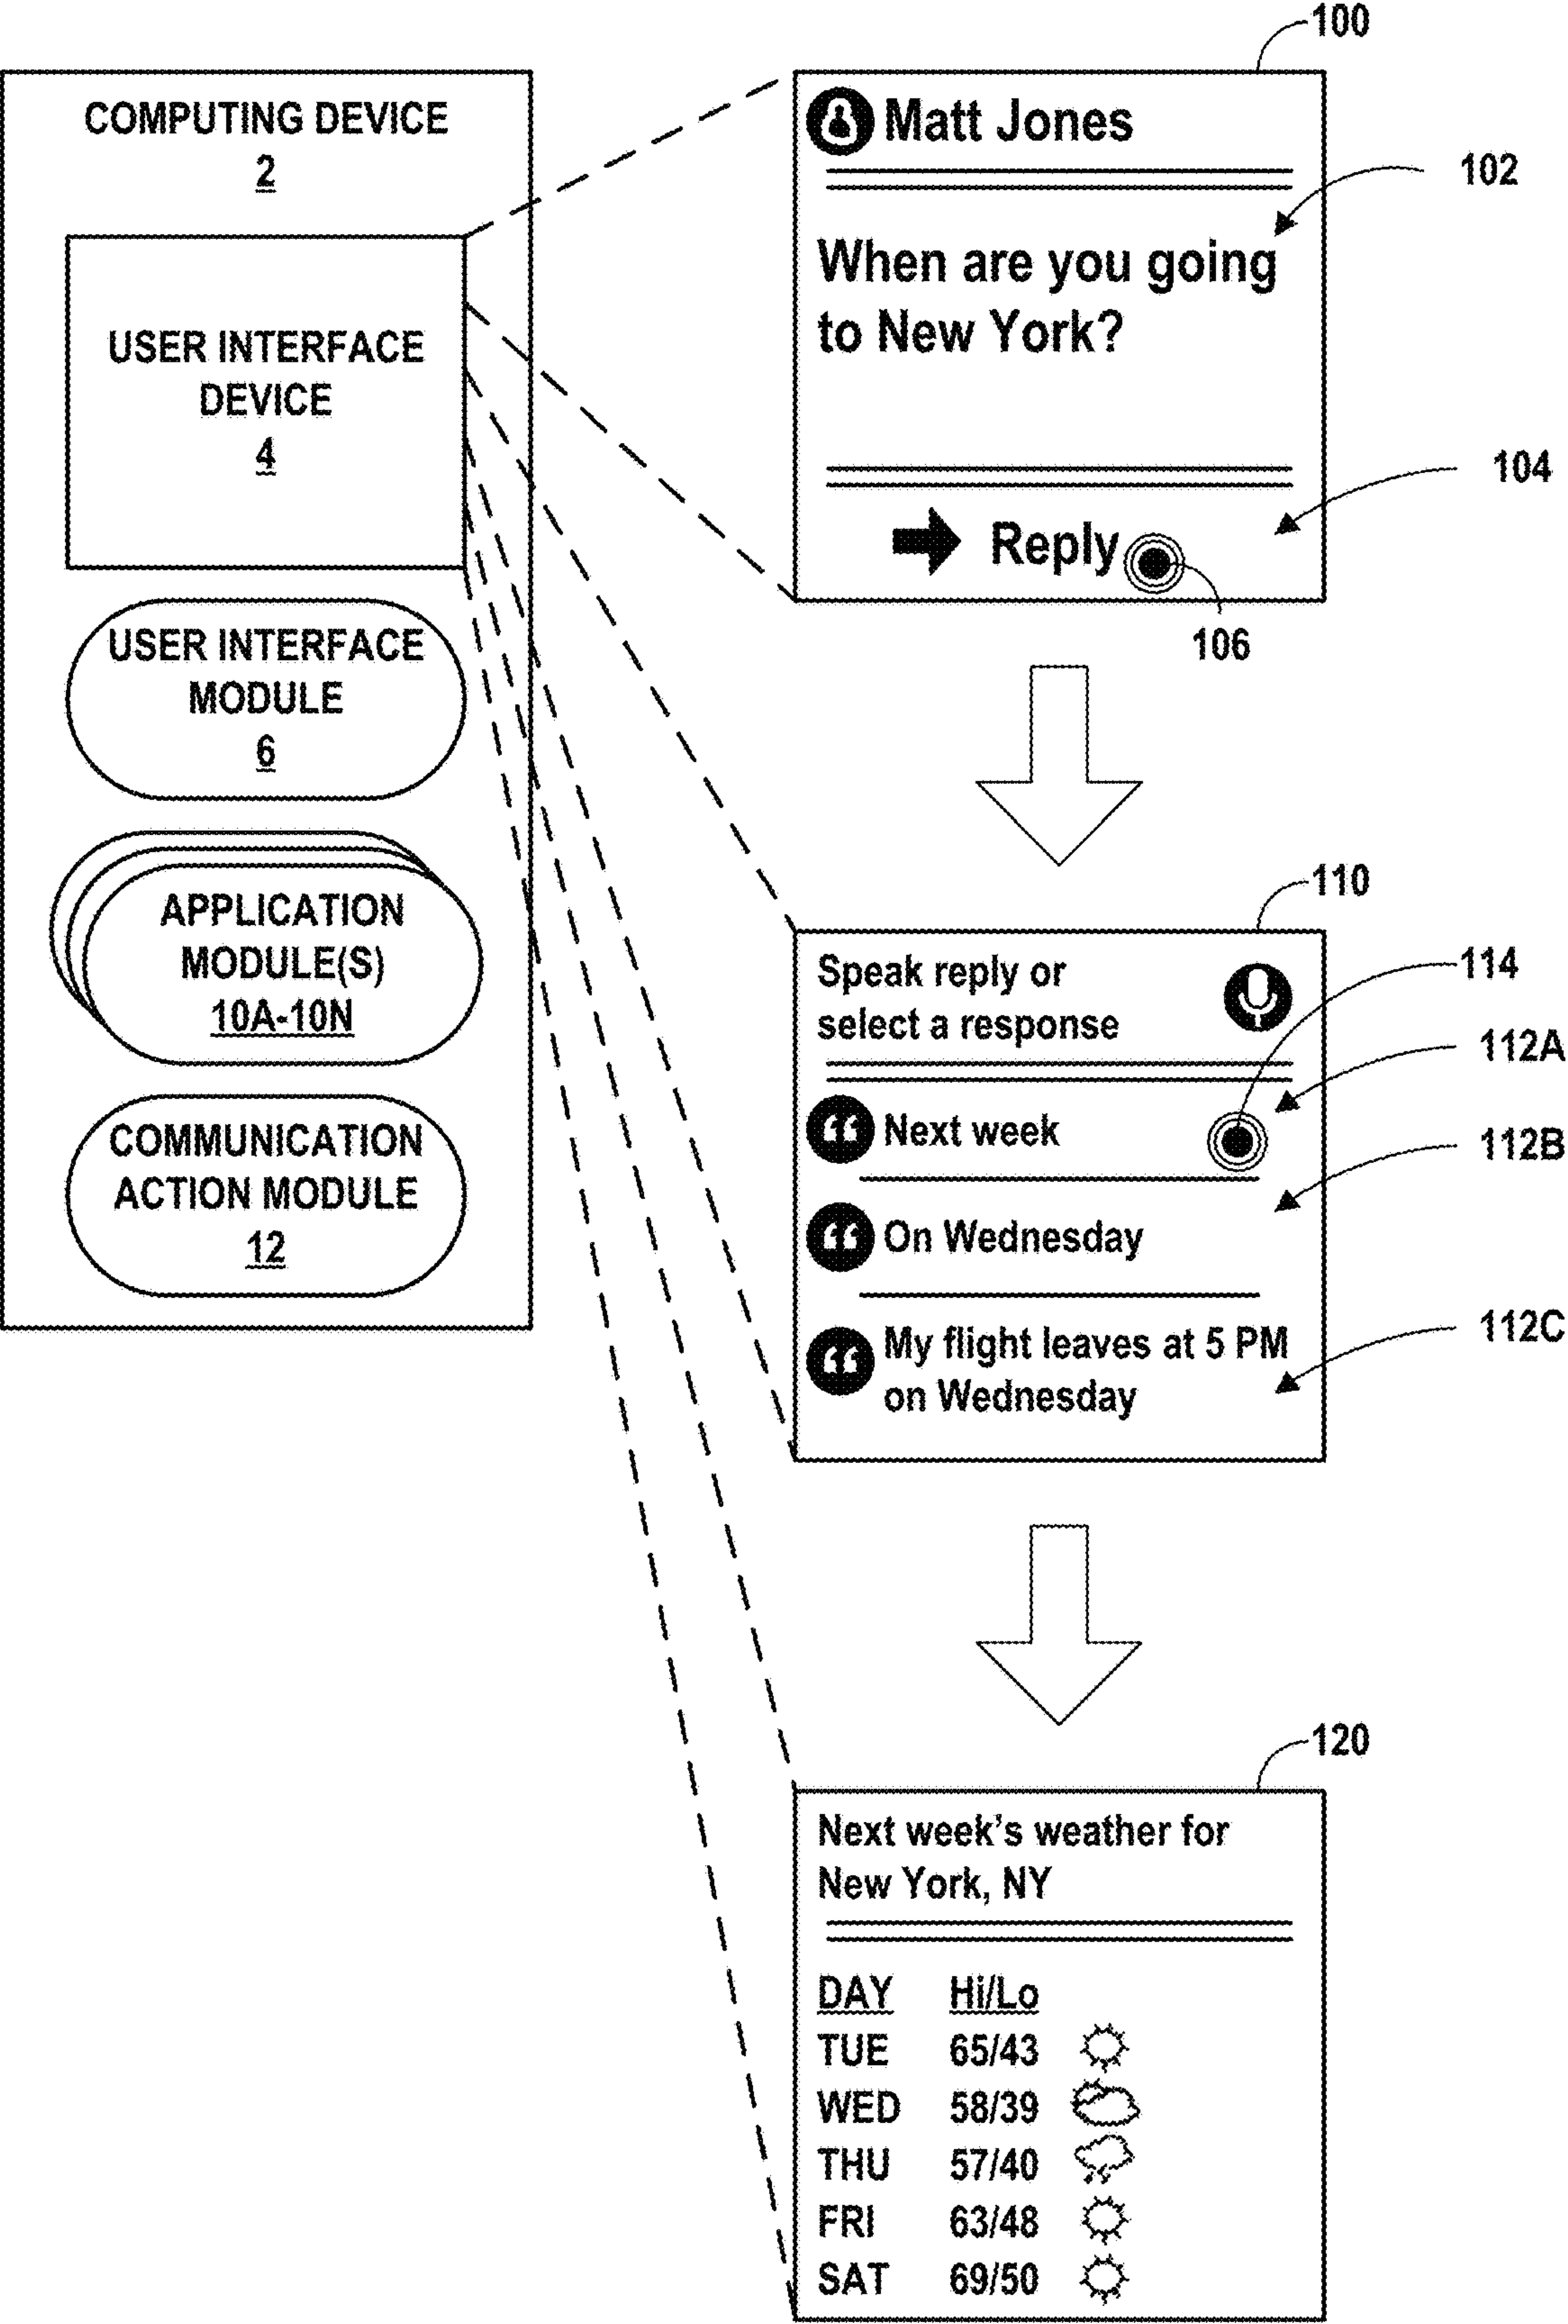 COMPUTING DEVICE
2
USER INTERFACE
DEVICE
4
USER INTERFACE
MODULE
6
APPLICATION
MODULE(S)
10A-10N
COMMUNICATION
ACTION MODULE
12
100
Matt Jones
102
When are you going
to New York?
104
Reply
106
110
Speak reply or
select a response
114
112A
Next week
112B
On Wednesday
112C
My flight leaves at 5 PM
on Wednesday
120
Next week's weather for
New York, NY
DAY Hi/Lo
TUE 65/43
WED 58/39
THU 57/40
FRI 63/48
SAT 69/50